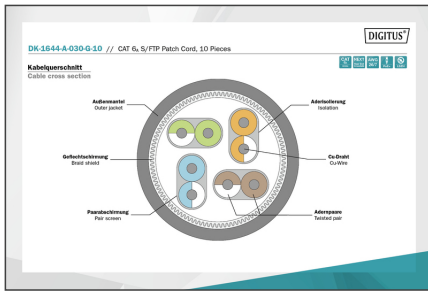 DIGITUS®
DK-1644-A-030-G-10 // CAT 6A S/FTP Patch Cord, 10 Pieces
Kabelquerschnitt
Cable cross section
Außenmantel
Outer jacket
Aderisolierung
Isolation
Geflechtschirmung
Braid shield
Cu-Draht
Cu-Wire
Paarabschirmung
Pair screen
Adernpaare
Twisted pair